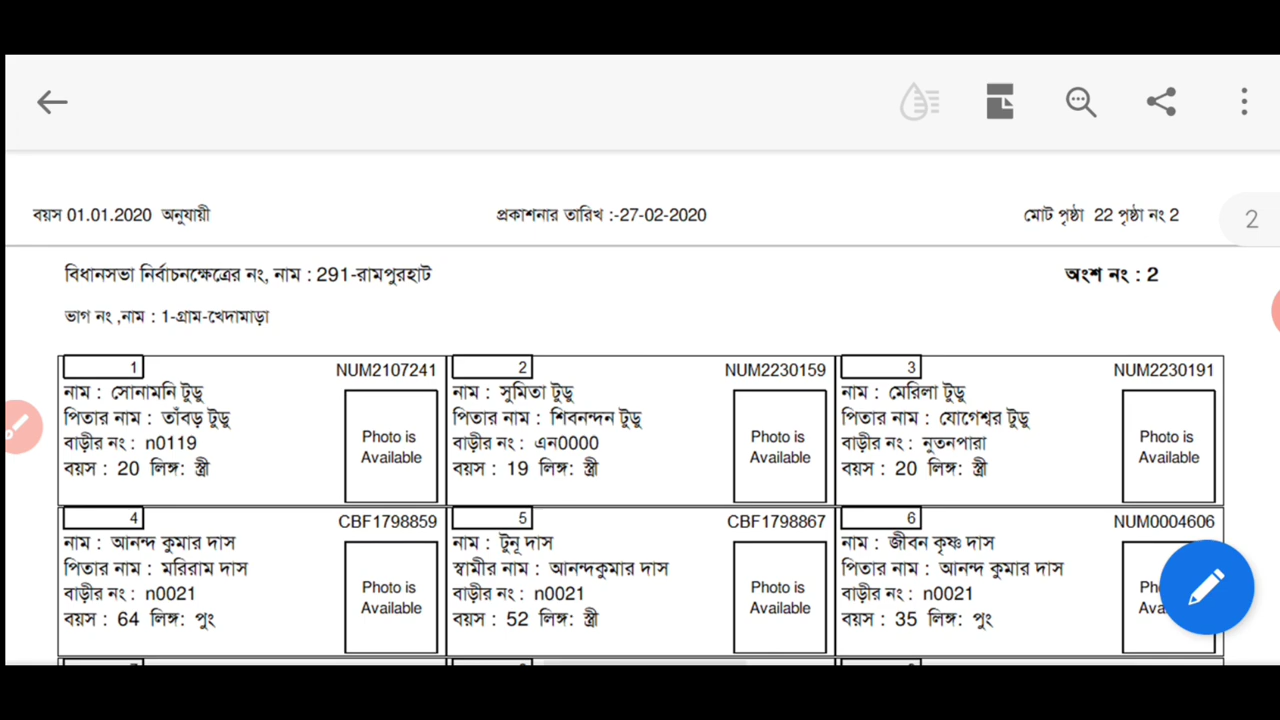 বয়স 01.01.2020 অনুযায়ী প্রকাশনার তারিখ :-27-02-2020 মোট পৃষ্ঠা 22 পৃষ্ঠা নং 2
2
বিধানসভা নির্বাচনক্ষেত্রের নং, নাম : 291-রামপুরহাট অংশ নং : 2
ভাগ নং ,নাম : 1-গ্রাম-খেদামাড়া
1 NUM2107241
নাম : সোনামনি টুডু
পিতার নাম : তাঁবড় টুডু
বাড়ীর নং : n0119
বয়স : 20 লিঙ্গ: স্ত্রী
Photo is
Available
2 NUM2230159
নাম : সুমিতা টুডু
পিতার নাম : শিবনন্দন টুডু
বাড়ীর নং : এন0000
বয়স : 19 লিঙ্গ: স্ত্রী
Photo is
Available
3 NUM2230191
নাম : মেরিলা টুডু
পিতার নাম : যোগেশ্বর টুডু
বাড়ীর নং : নুতনপারা
বয়স : 20 লিঙ্গ: স্ত্রী
Photo is
Available
4 CBF1798859
নাম : আনন্দ কুমার দাস
পিতার নাম : মরিরাম দাস
বাড়ীর নং : n0021
বয়স : 64 লিঙ্গ: পুং
Photo is
Available
5 CBF1798867
নাম : টুনু দাস
স্বামীর নাম : আনন্দকুমার দাস
বাড়ীর নং : n0021
বয়স : 52 লিঙ্গ: স্ত্রী
Photo is
Available
6 NUM0004606
নাম : জীবন কৃষ্ণ দাস
পিতার নাম : আনন্দ কুমার দাস
বাড়ীর নং : n0021
বয়স : 35 লিঙ্গ: পুং